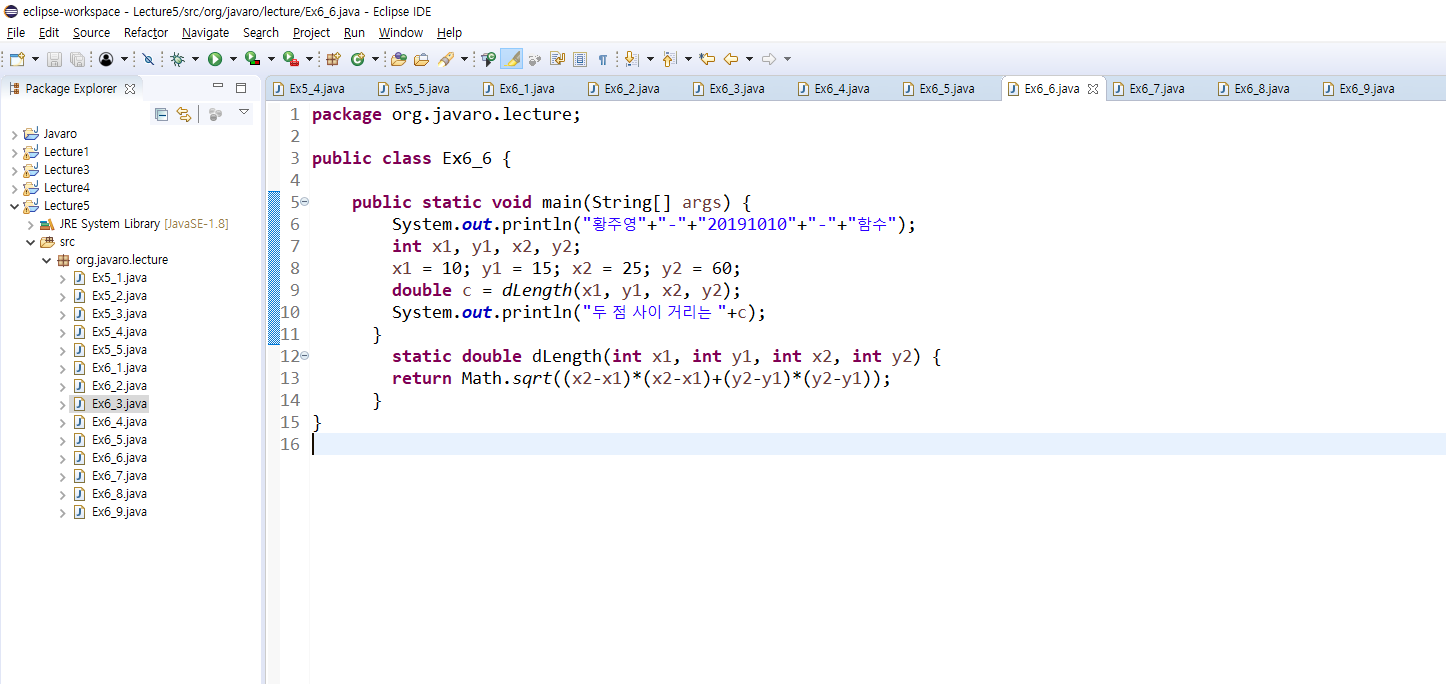 eclipse-workspace - Lecture5/src/org/javaro/lecture/Ex6_6.java - Eclipse IDE
File Edit Source Refactor Navigate Search Project Run Window Help
Package Explorer
Ex5_4.java Ex5_5.java Ex6_1.java Ex6_2.java Ex6_3.java Ex6_4.java Ex6_5.java Ex6_6.java Ex6_7.java Ex6_8.java Ex6_9.java
Javaro
Lecture1
Lecture3
Lecture4
Lecture5
JRE System Library [JavaSE-1.8]
src
org.javaro.lecture
Ex5_1.java
Ex5_2.java
Ex5_3.java
Ex5_4.java
Ex5_5.java
Ex6_1.java
Ex6_2.java
Ex6_3.java
Ex6_4.java
Ex6_5.java
Ex6_6.java
Ex6_7.java
Ex6_8.java
Ex6_9.java
1 package org.javaro.lecture;
2
3 public class Ex6_6 {
4
5 public static void main(String[] args) {
6 System.out.println("황주영"+"-"+"20191010"+"-"+"함수");
7 int x1, y1, x2, y2;
8 x1 = 10; y1 = 15; x2 = 25; y2 = 60;
9 double c = dLength(x1, y1, x2, y2);
10 System.out.println("두 점 사이 거리는 "+c);
11 }
12 static double dLength(int x1, int y1, int x2, int y2) {
13 return Math.sqrt((x2-x1)*(x2-x1)+(y2-y1)*(y2-y1));
14 }
15 }
16